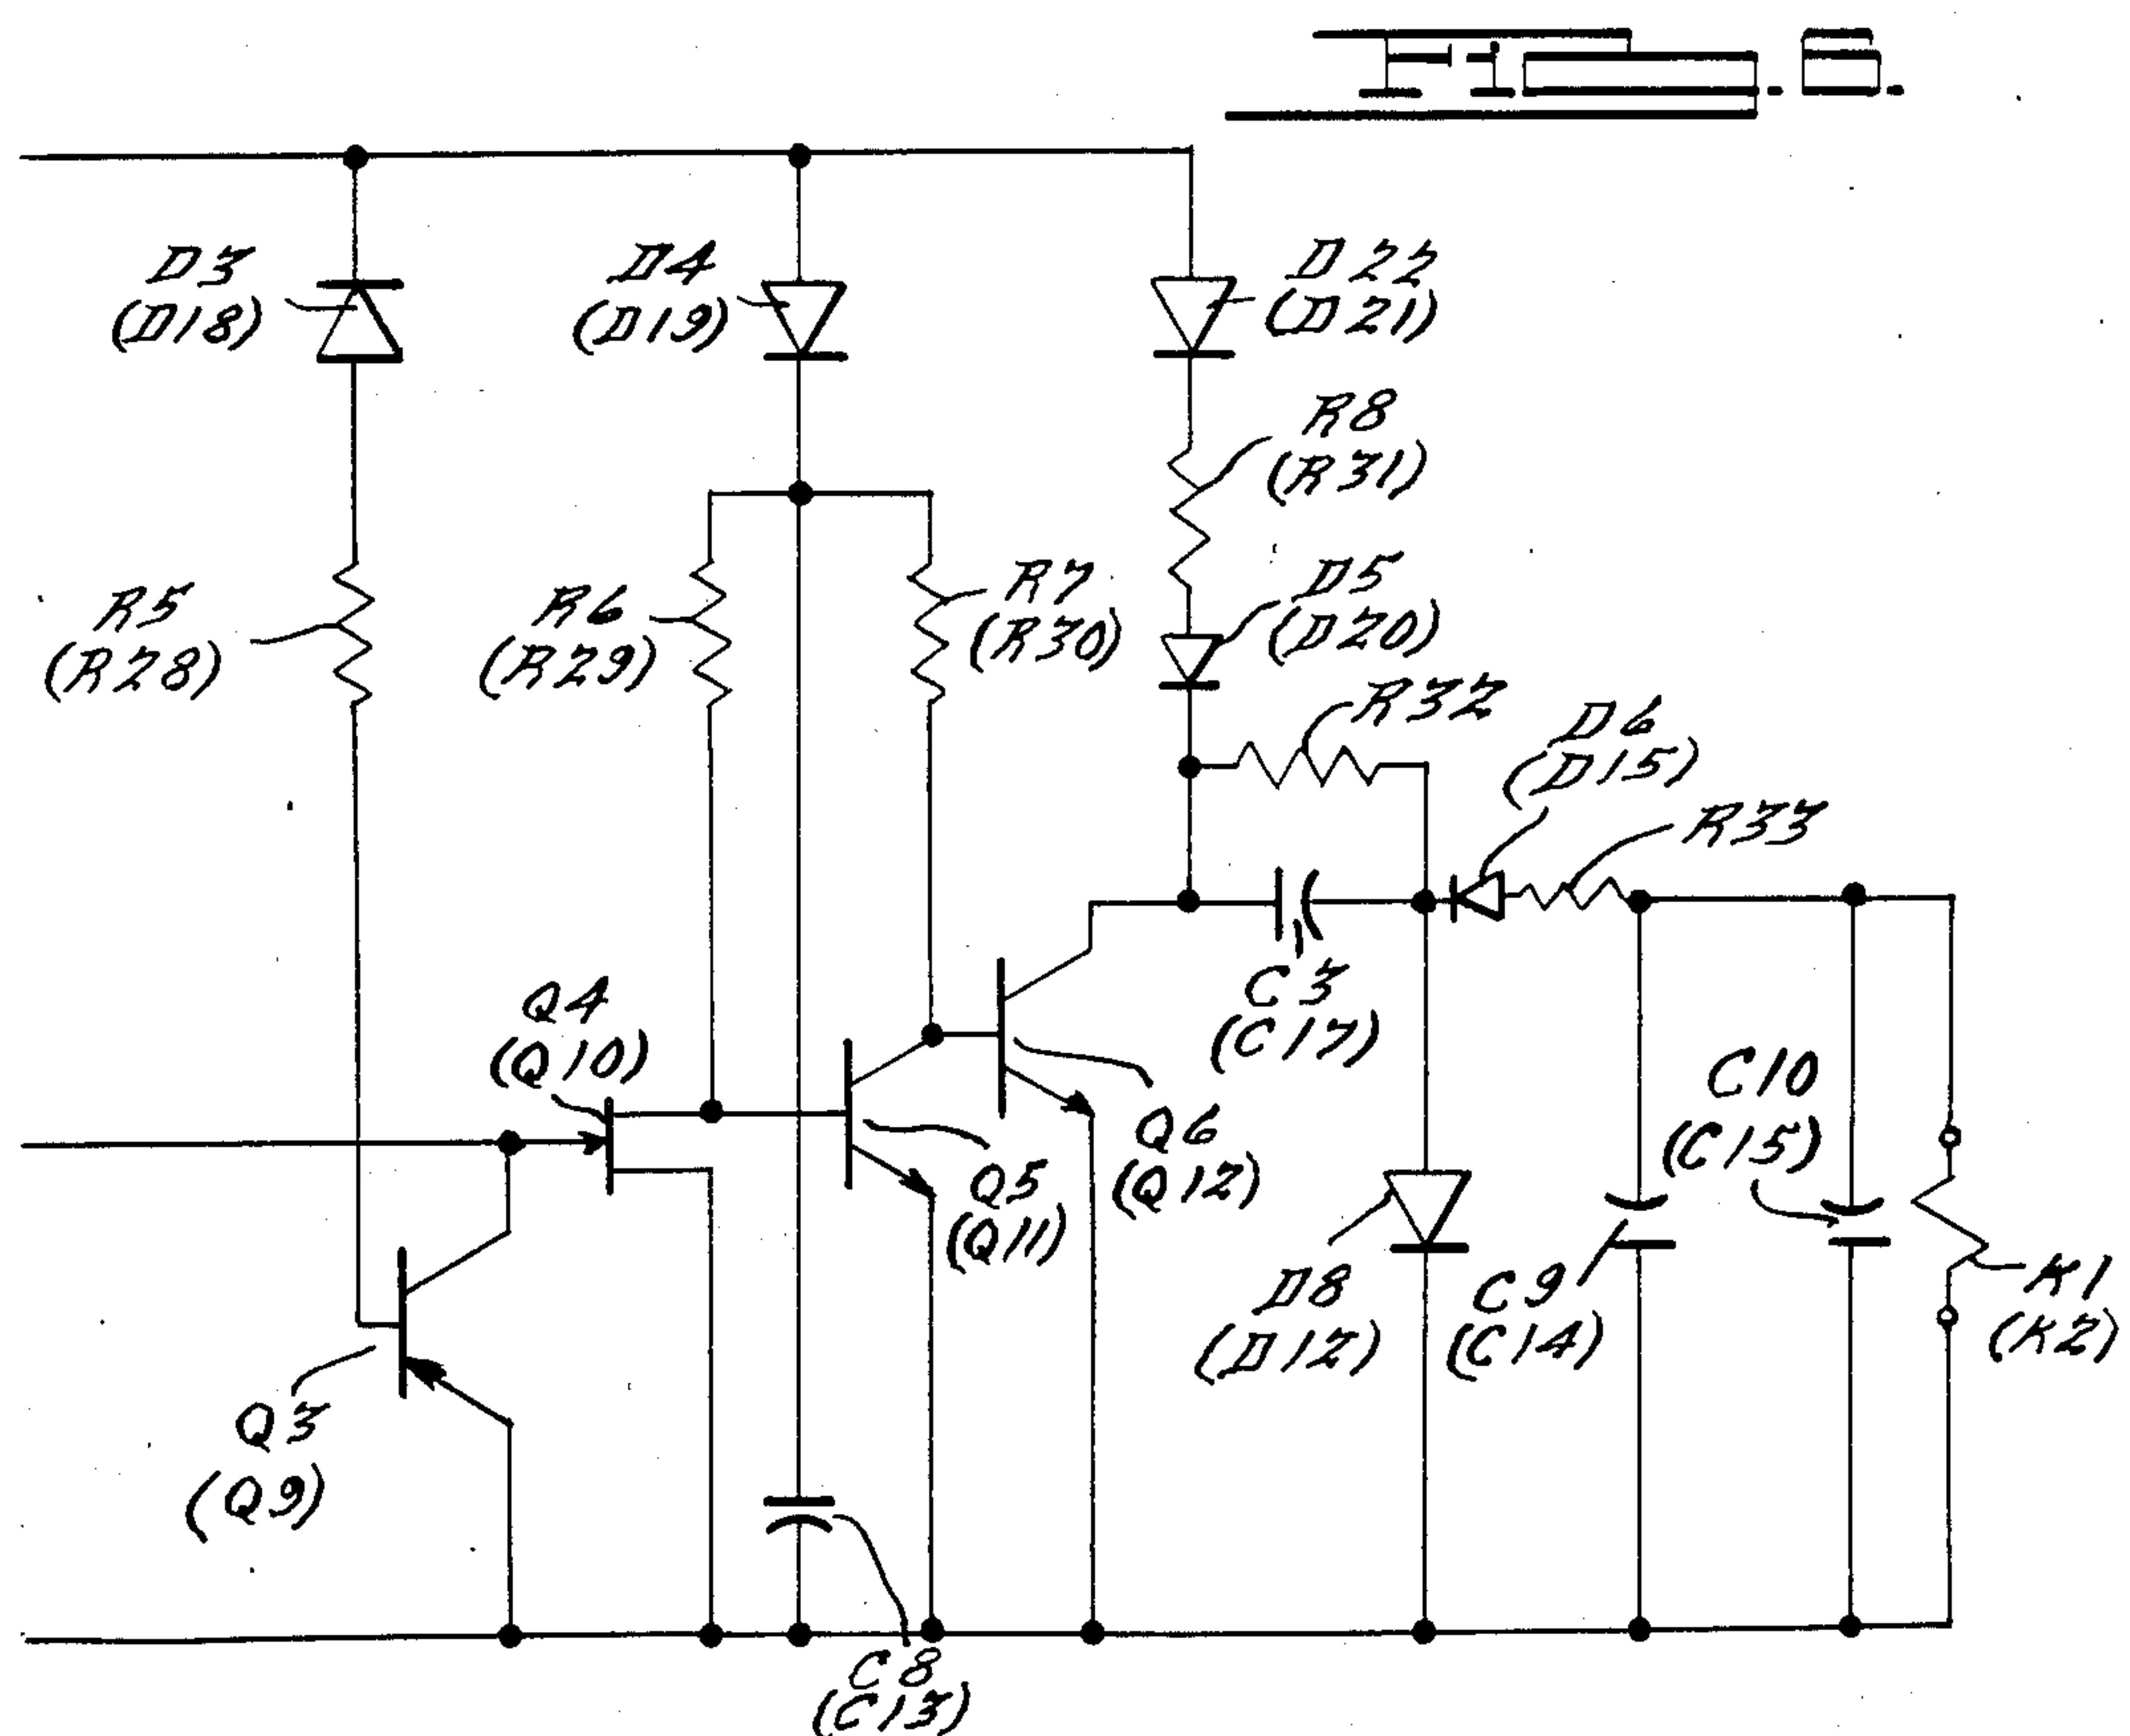 Fig. 8.
D3
(D18)
D4
(D19)
D22
(D21)
R8
(R31)
D5
(D20)
R5
(R28)
R6
(R29)
R7
(R30)
R32
D6
(D15)
R33
C3
(C17)
Q4
(Q10)
C10
(C15)
Q5
(Q11)
Q6
(Q12)
D8
(D12)
C9
(C14)
K1
(K2)
Q3
(Q9)
C8
(C13)